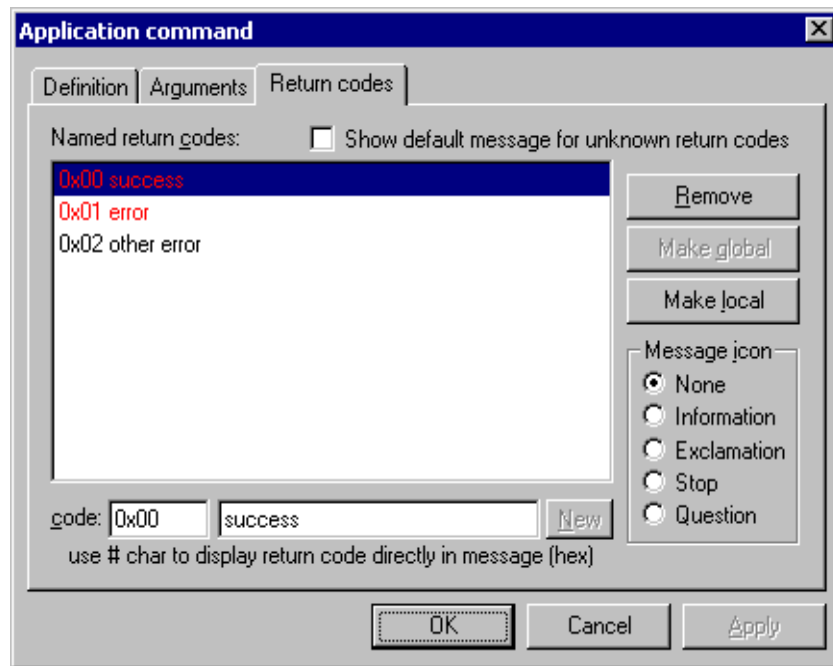 Application command
Definition Arguments Return codes
Named return codes: Show default message for unknown return codes
0x00 success
0x01 error
0x02 other error
Remove
Make global
Make local
Message icon
None
Information
Exclamation
Stop
Question
code: 0x00 success New
use # char to display return code directly in message (hex)
OK Cancel Apply